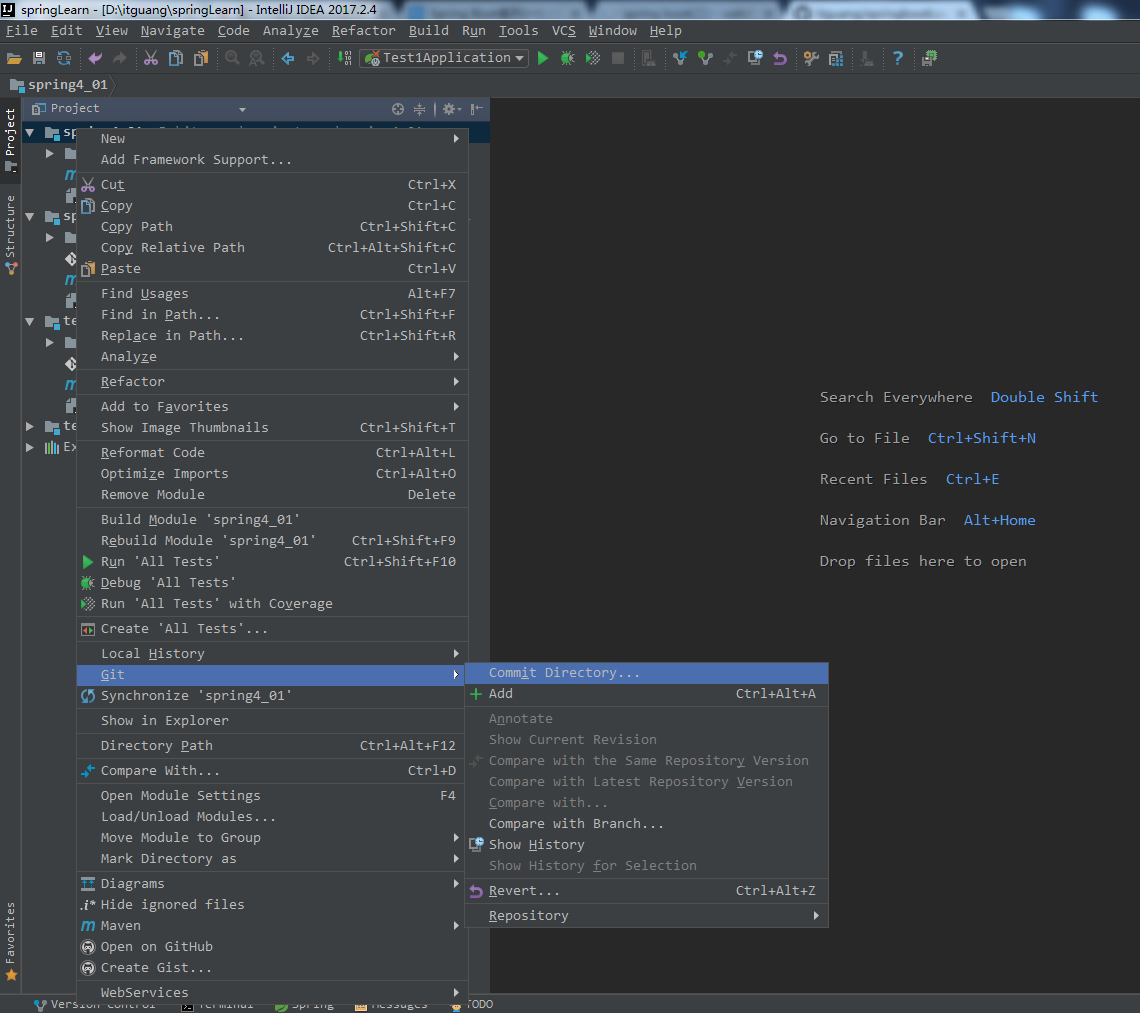 springLearn - [D:\itguang\springLearn] - IntelliJ IDEA 2017.2.4
File Edit View Navigate Code Analyze Refactor Build Run Tools VCS Window Help
Test1Application
spring4_01
Project
Project
Structure
Favorites
New
Add Framework Support...
Cut Ctrl+X
Copy Ctrl+C
Copy Path Ctrl+Shift+C
Copy Relative Path Ctrl+Alt+Shift+C
Paste Ctrl+V
Find Usages Alt+F7
Find in Path... Ctrl+Shift+F
Replace in Path... Ctrl+Shift+R
Analyze
Refactor
Add to Favorites
Show Image Thumbnails Ctrl+Shift+T
Reformat Code Ctrl+Alt+L
Optimize Imports Ctrl+Alt+O
Remove Module Delete
Build Module 'spring4_01'
Rebuild Module 'spring4_01' Ctrl+Shift+F9
Run 'All Tests' Ctrl+Shift+F10
Debug 'All Tests'
Run 'All Tests' with Coverage
Create 'All Tests'...
Local History
Git
Synchronize 'spring4_01'
Show in Explorer
Directory Path Ctrl+Alt+F12
Compare With... Ctrl+D
Open Module Settings F4
Load/Unload Modules...
Move Module to Group
Mark Directory as
Diagrams
.i* Hide ignored files
Maven
Open on GitHub
Create Gist...
WebServices
Commit Directory...
Add Ctrl+Alt+A
Annotate
Show Current Revision
Compare with the Same Repository Version
Compare with Latest Repository Version
Compare with...
Compare with Branch...
Show History
Show History for Selection
Revert... Ctrl+Alt+Z
Repository
Search Everywhere Double Shift
Go to File Ctrl+Shift+N
Recent Files Ctrl+E
Navigation Bar Alt+Home
Drop files here to open
Version Control Terminal Spring Messages TODO